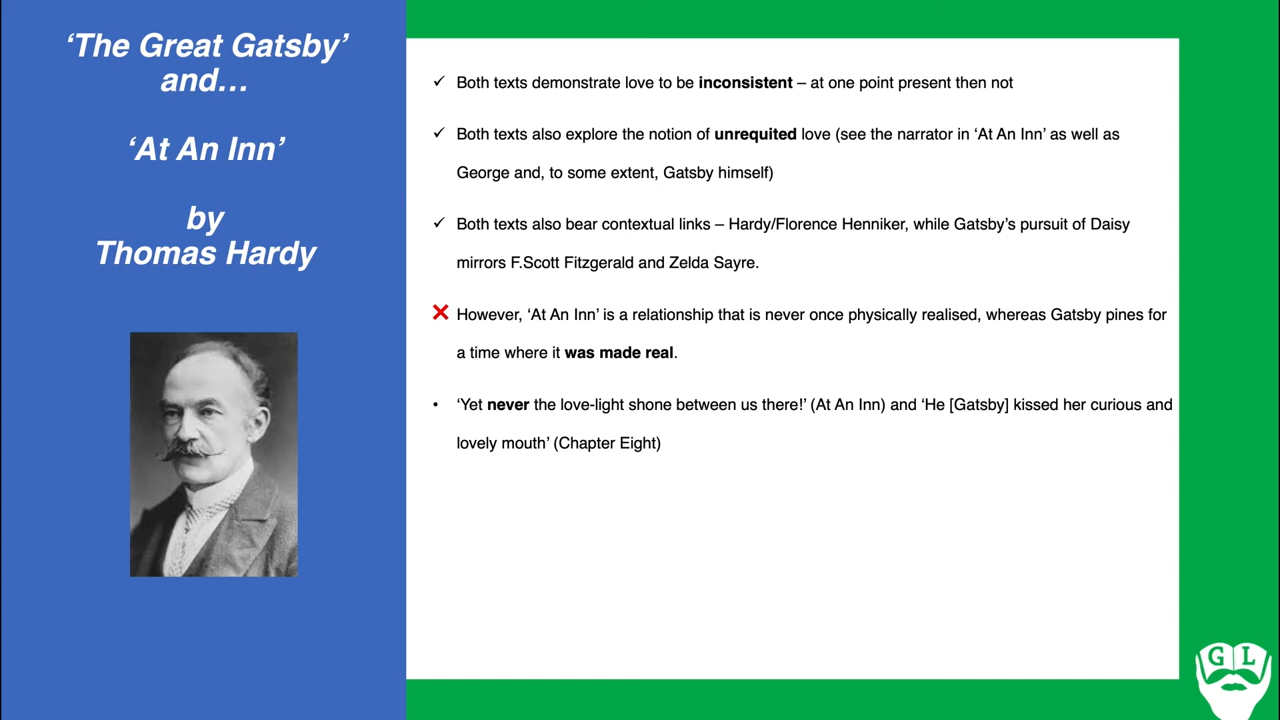 ‘The Great Gatsby’
and…
‘At An Inn’
by
Thomas Hardy
✓ Both texts demonstrate love to be inconsistent – at one point present then not
✓ Both texts also explore the notion of unrequited love (see the narrator in ‘At An Inn’ as well as
George and, to some extent, Gatsby himself)
✓ Both texts also bear contextual links – Hardy/Florence Henniker, while Gatsby’s pursuit of Daisy
mirrors F.Scott Fitzgerald and Zelda Sayre.
✕ However, ‘At An Inn’ is a relationship that is never once physically realised, whereas Gatsby pines for
a time where it was made real.
• ‘Yet never the love-light shone between us there!’ (At An Inn) and ‘He [Gatsby] kissed her curious and
lovely mouth’ (Chapter Eight)
G L